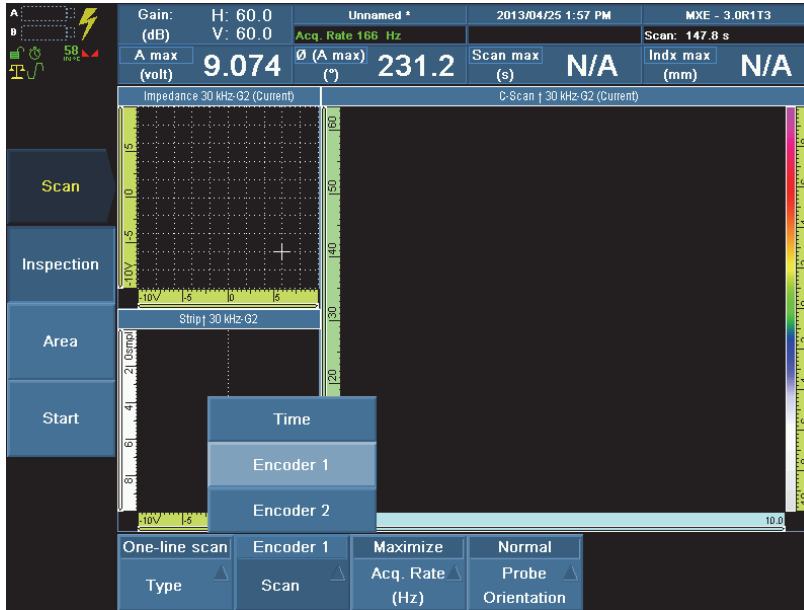 A
B
58
IN °C
Gain: H: 60.0
(dB) V: 60.0
Unnamed *
2013/04/25 1:57 PM
MXE - 3.0R1T3
Acq. Rate 166 Hz
Scan: 147.8 s
A max
(volt)
9.074
Ø (A max)
(º)
231.2
Scan max
(s)
N/A
Indx max
(mm)
N/A
Impedance 30 kHz-G2 (Current)
C-Scan † 30 kHz-G2 (Current)
Scan
Inspection
Area
Start
|5
|0
|-5
-10V
-10V |-5 |0 |5
|60
|50
|40
|30
|20
Strip† 30 kHz-G2
0smpl
2|
4|
6|
8|
-10V |-5
10.0
Time
Encoder 1
Encoder 2
One-line scan
Type
Encoder 1
Scan
Maximize
Acq. Rate
(Hz)
Normal
Probe
Orientation